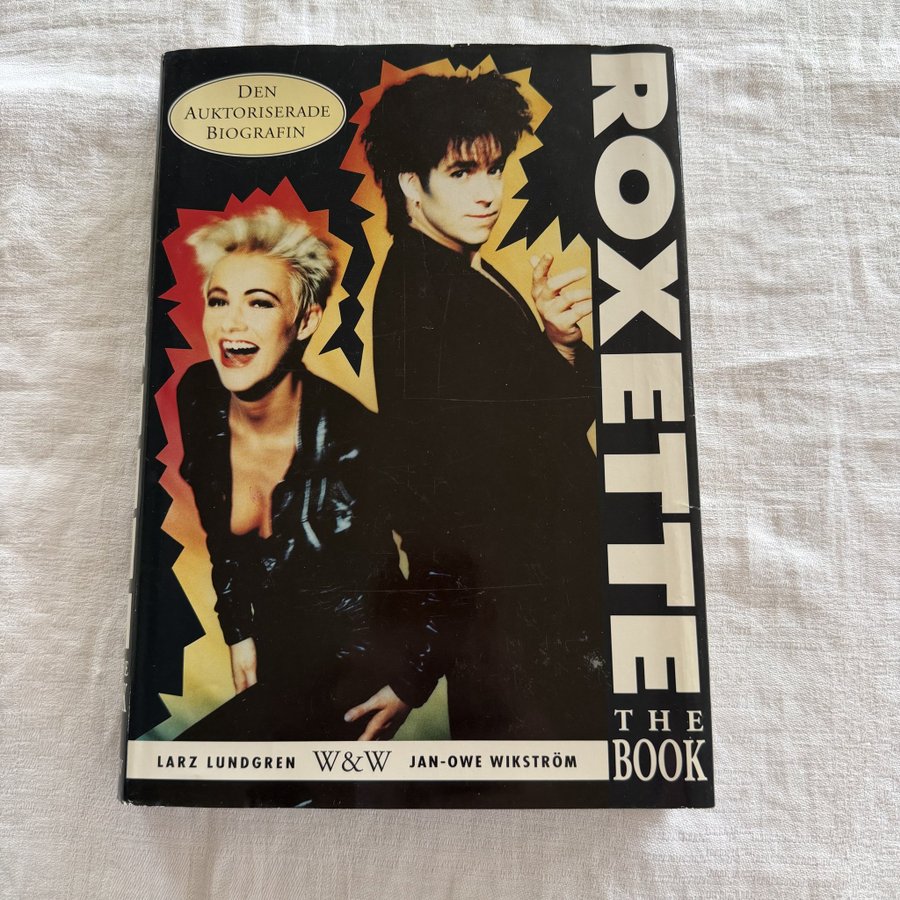 DEN
AUKTORISERADE
BIOGRAFIN
ROXETTE
THE
BOOK
LARZ LUNDGREN W&W JAN-OWE WIKSTRÖM